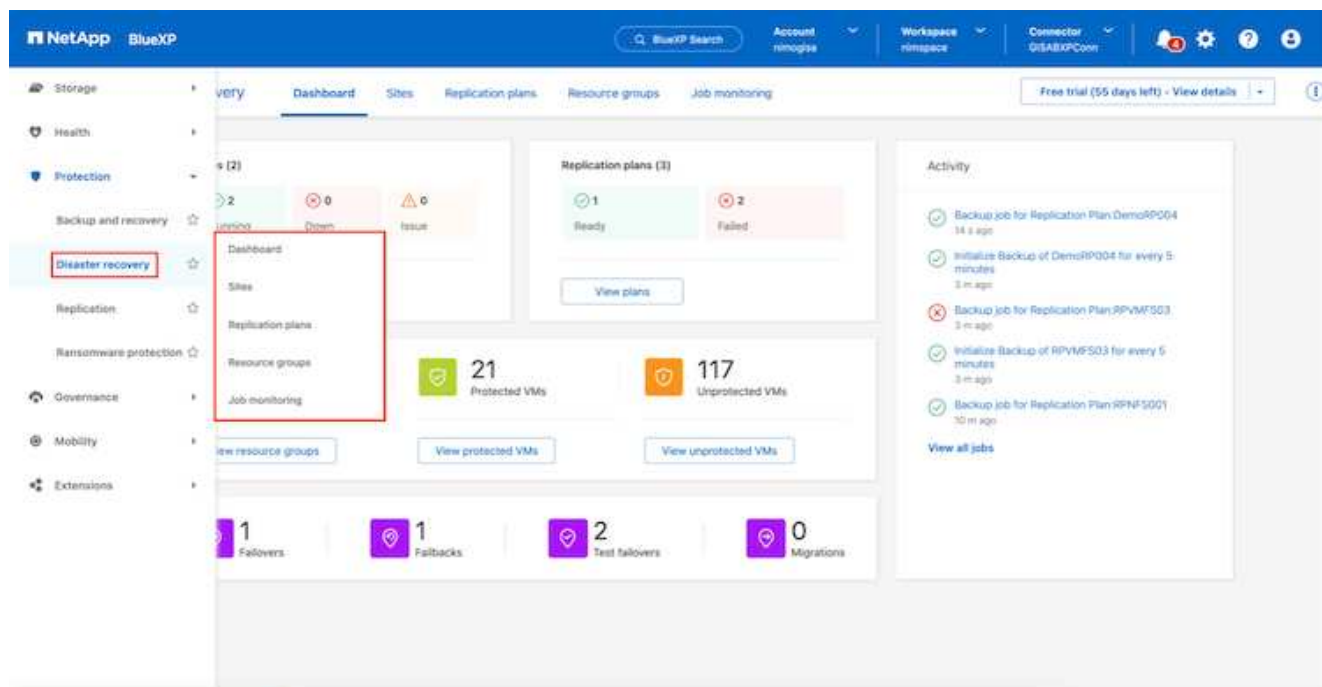 NetApp BlueXP
BlueXP Search
Account
nimogisa
Workspace
nimspace
Connector
GISABXPConn
4
Storage
Health
Protection
Backup and recovery
Disaster recovery
Replication
Ransomware protection
Governance
Mobility
Extensions
very
Dashboard Sites Replication plans Resource groups Job monitoring
Free trial (55 days left) - View details
s (2)
2
unning
0
Down
0
Issue
Dashboard
Sites
Replication plans
Resource groups
Job monitoring
Replication plans (3)
1
Ready
2
Failed
View plans
21
Protected VMs
117
Unprotected VMs
iew resource groups
View protected VMs
View unprotected VMs
1
Failovers
1
Failbacks
2
Test failovers
0
Migrations
Activity
Backup job for Replication Plan DemoRP004
14 s ago
Initialize Backup of DemoRP004 for every 5
minutes
3 m ago
Backup job for Replication Plan RPVMFS03
3 m ago
Initialize Backup of RPVMFS03 for every 5
minutes
3 m ago
Backup job for Replication Plan RPNFS001
10 m ago
View all jobs